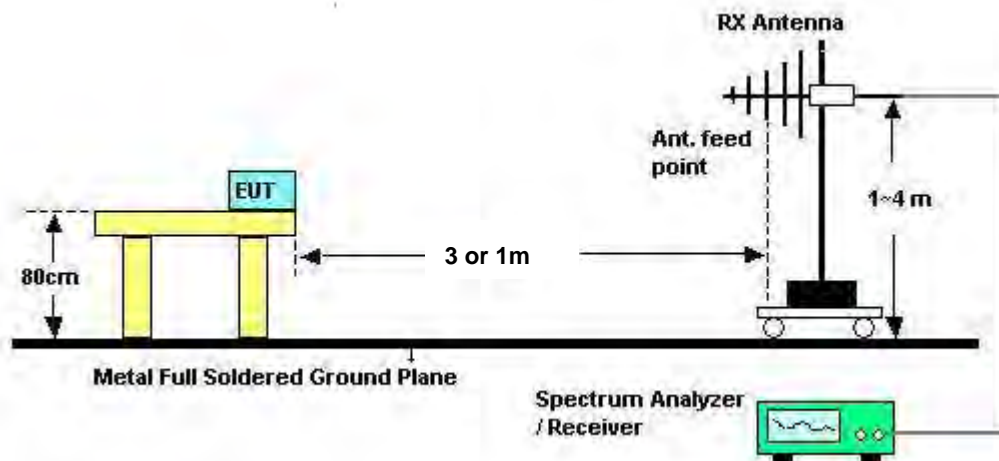 RX Antenna
Ant. feed
point
EUT
1~4 m
3 or 1m
80cm
Metal Full Soldered Ground Plane
Spectrum Analyzer
/ Receiver